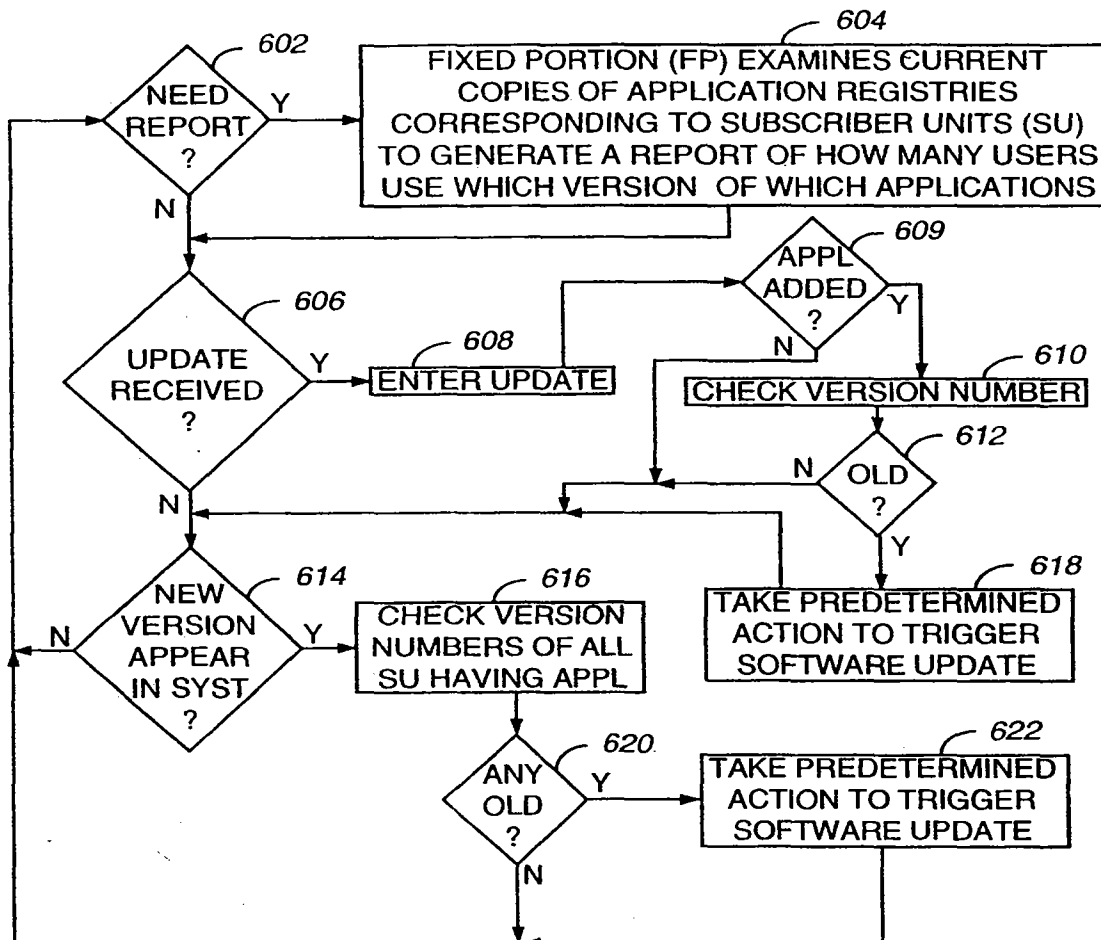 602
NEED
REPORT
?
Y
N
604
FIXED PORTION (FP) EXAMINES CURRENT
COPIES OF APPLICATION REGISTRIES
CORRESPONDING TO SUBSCRIBER UNITS (SU)
TO GENERATE A REPORT OF HOW MANY USERS
USE WHICH VERSION OF WHICH APPLICATIONS
606
UPDATE
RECEIVED
?
Y
N
608
ENTER UPDATE
609
APPL
ADDED
?
Y
N
610
CHECK VERSION NUMBER
612
OLD
?
N
Y
618
TAKE PREDETERMINED
ACTION TO TRIGGER
SOFTWARE UPDATE
614
NEW
VERSION
APPEAR
IN SYST
?
N
Y
616
CHECK VERSION
NUMBERS OF ALL
SU HAVING APPL
620
ANY
OLD
?
Y
N
622
TAKE PREDETERMINED
ACTION TO TRIGGER
SOFTWARE UPDATE